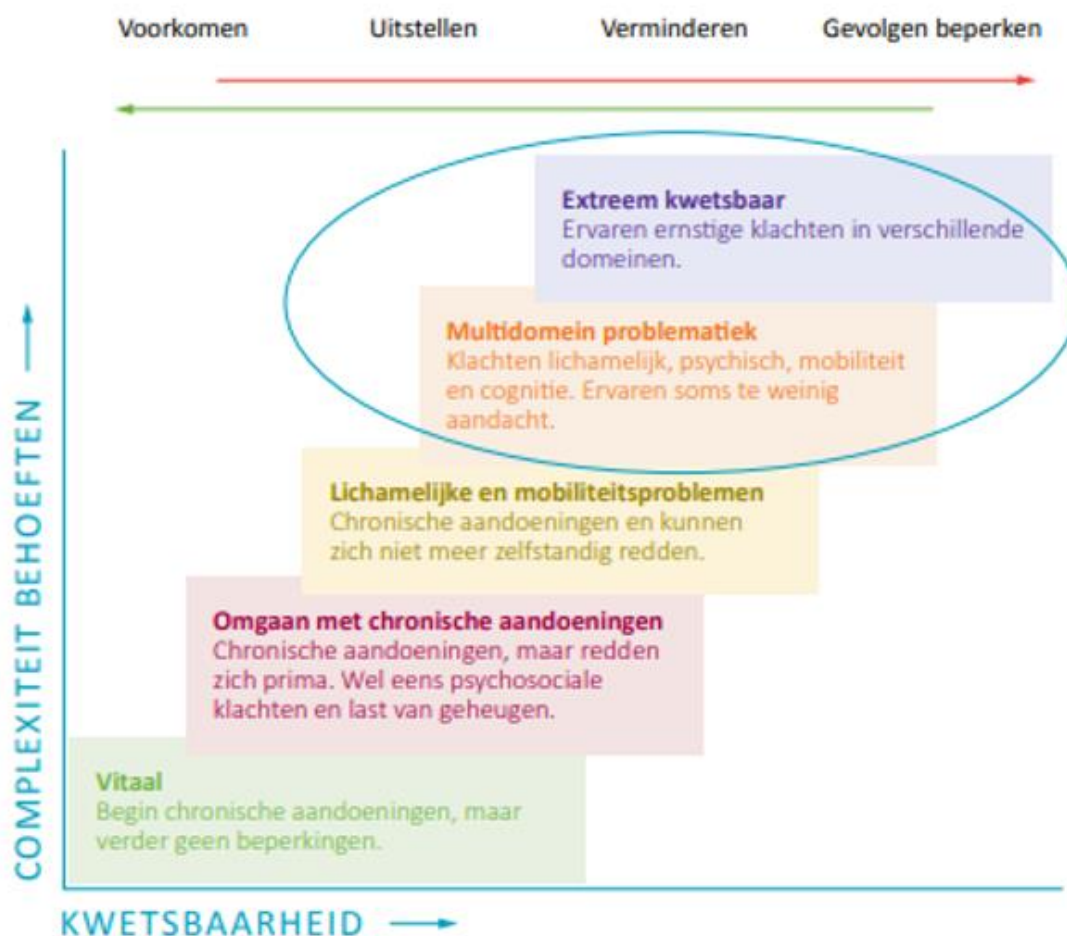 Voorkomen Uitstellen Verminderen Gevolgen beperken
Extreem kwetsbaar
Ervaren ernstige klachten in verschillende
domeinen.
Multidomein problematiek
Klachten lichamelijk, psychisch, mobiliteit
en cognitie. Ervaren soms te weinig
aandacht.
Lichamelijke en mobiliteitsproblemen
Chronische aandoeningen en kunnen
zich niet meer zelfstandig redden.
Omgaan met chronische aandoeningen
Chronische aandoeningen, maar redden
zich prima. Wel eens psychosociale
klachten en last van geheugen.
Vitaal
Begin chronische aandoeningen, maar
verder geen beperkingen.
COMPLEXITEIT BEHOEFTEN
KWETSBAARHEID